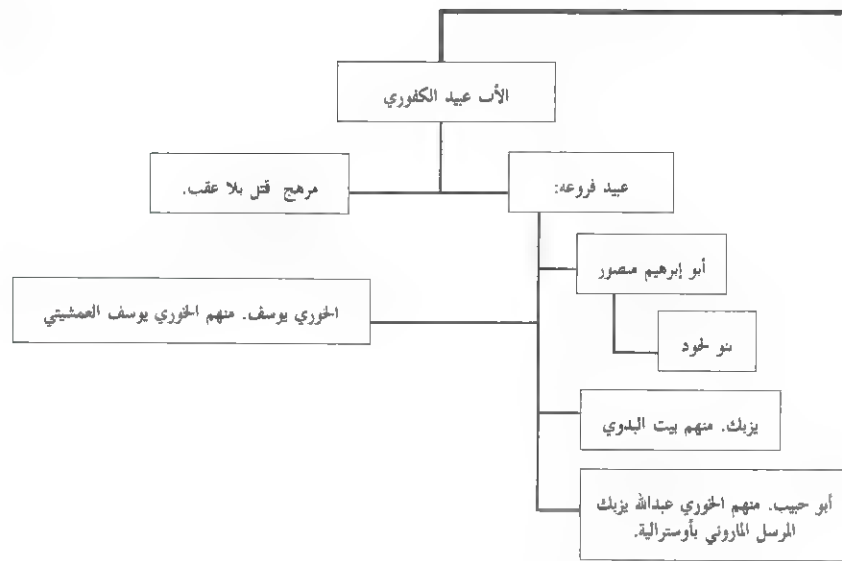 الأب عبيد الكفوري
عبيد فروعه:
مرهج قتل بلا عقب.
أبو إبرهيم منصور
الخوري يوسف. منهم الخوري يوسف العمشيتي
بنو لحود
يزبك. منهم بيت البدوي
أبو حبيب. منهم الخوري عبدالله يزبك
المرسل الماروني بأوسترالية.